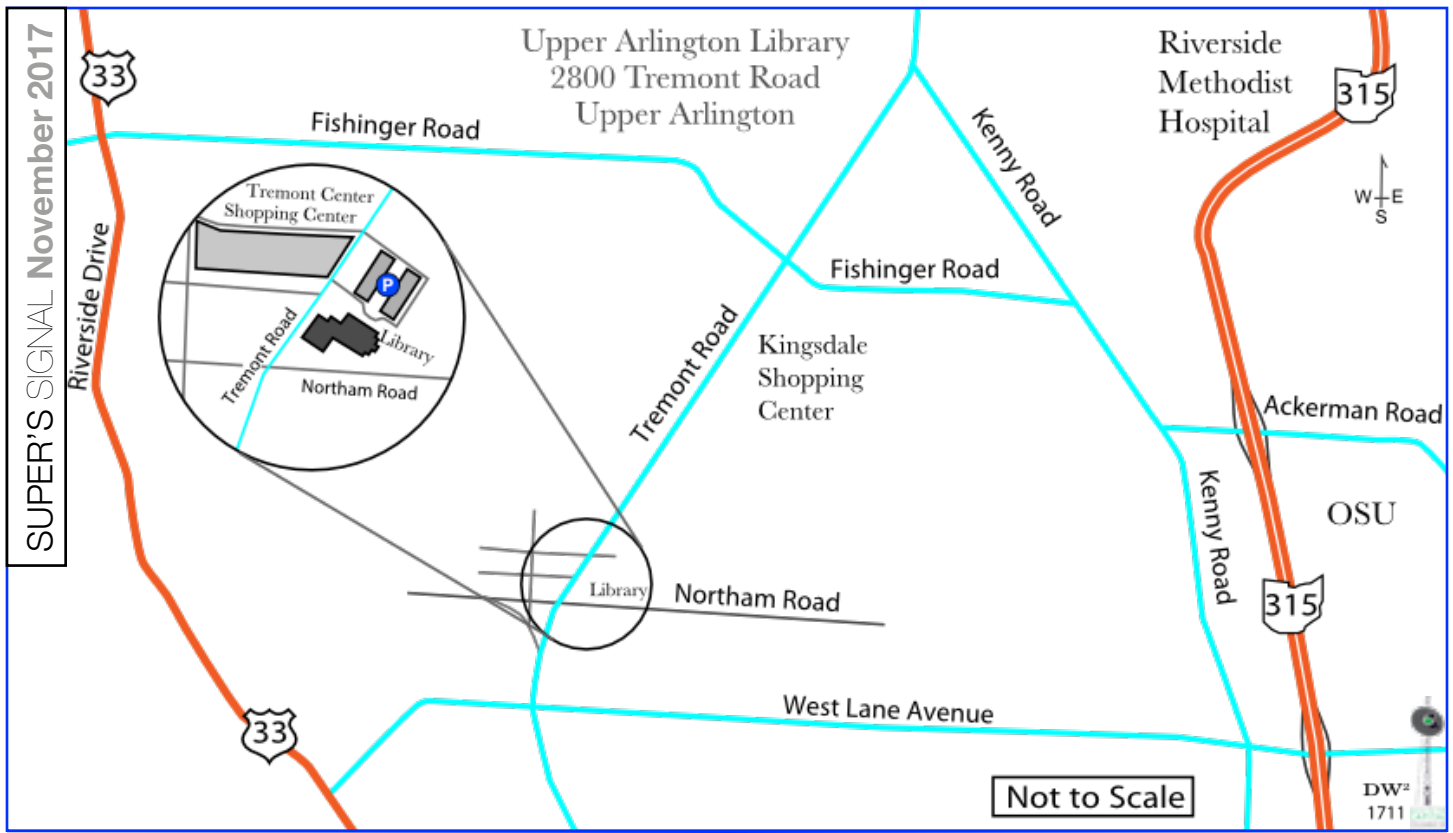 SUPER'S SIGNAL November 2017
33
Upper Arlington Library
2800 Tremont Road
Upper Arlington
Riverside
Methodist
Hospital
315
Fishinger Road
Kenny Road
W E
S
Tremont Center
Shopping Center
P
Library
Tremont Road
Northam Road
Riverside Drive
Fishinger Road
Tremont Road
Kingsdale
Shopping
Center
Ackerman Road
Kenny Road
OSU
Library
Northam Road
315
33
West Lane Avenue
Not to Scale
DW²
1711